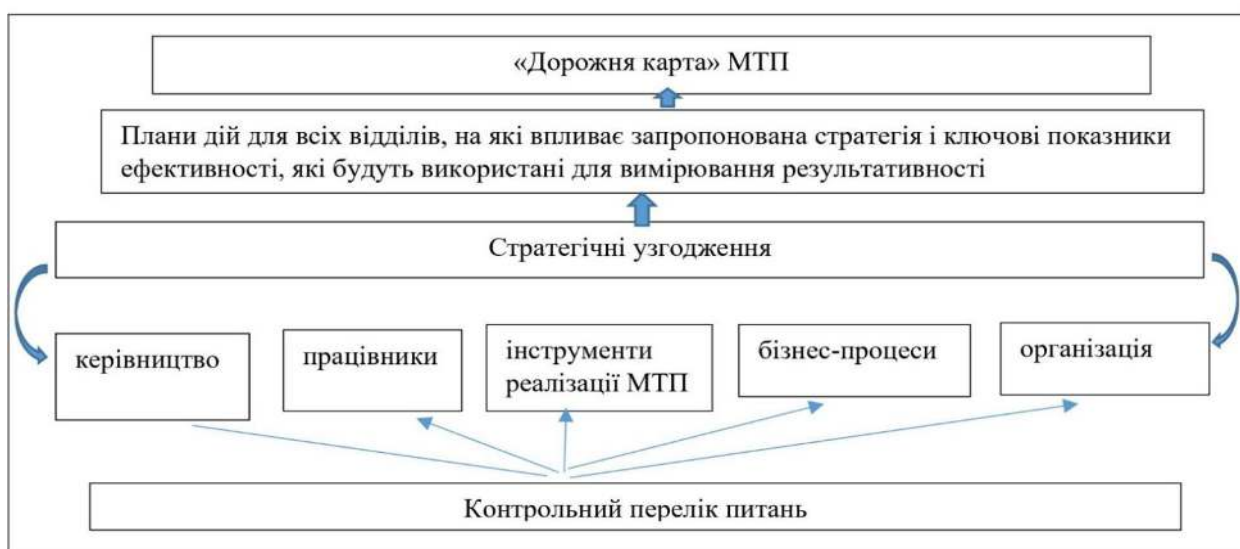 «Дорожня карта» МТП
Плани дій для всіх відділів, на які впливає запропонована стратегія і ключові показники
ефективності, які будуть використані для вимірювання результативності
Стратегічні узгодження
керівництво
працівники
інструменти
реалізації МТП
бізнес-процеси
організація
Контрольний перелік питань